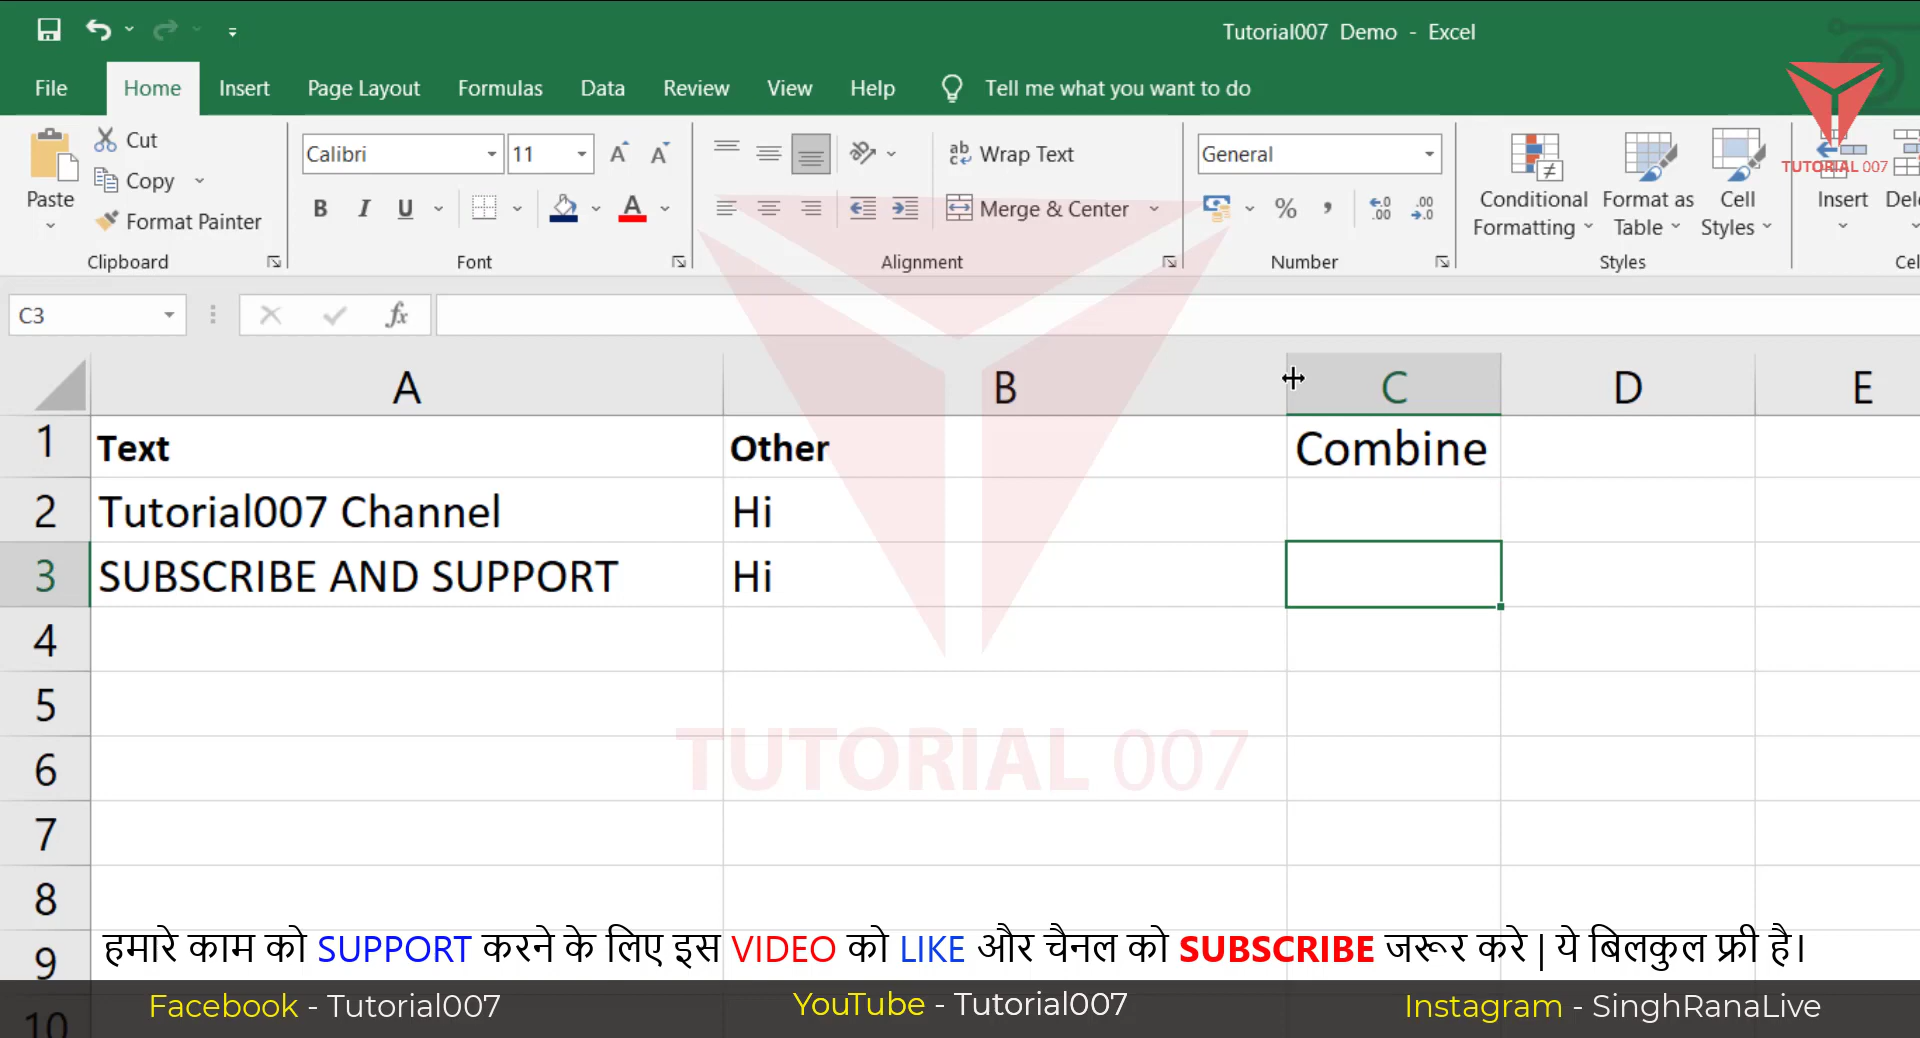 Tutorial007 Demo - Excel
File Home Insert Page Layout Formulas Data Review View Help Tell me what you want to do
Cut
Copy
Format Painter
Paste
Clipboard
Calibri 11
B I U
Font
Wrap Text
Merge & Center
Alignment
General
% ,
Number
Conditional Formatting
Format as Table
Cell Styles
Styles
Insert
TUTORIAL 007
C3 fx
A B C D E
1 Text Other Combine
2 Tutorial007 Channel Hi
3 SUBSCRIBE AND SUPPORT Hi
4
5
6
7
8
9
10
TUTORIAL 007
हमारे काम को SUPPORT करने के लिए इस VIDEO को LIKE और चैनल को SUBSCRIBE जरूर करे | ये बिलकुल फ्री है।
Facebook - Tutorial007 YouTube - Tutorial007 Instagram - SinghRanaLive